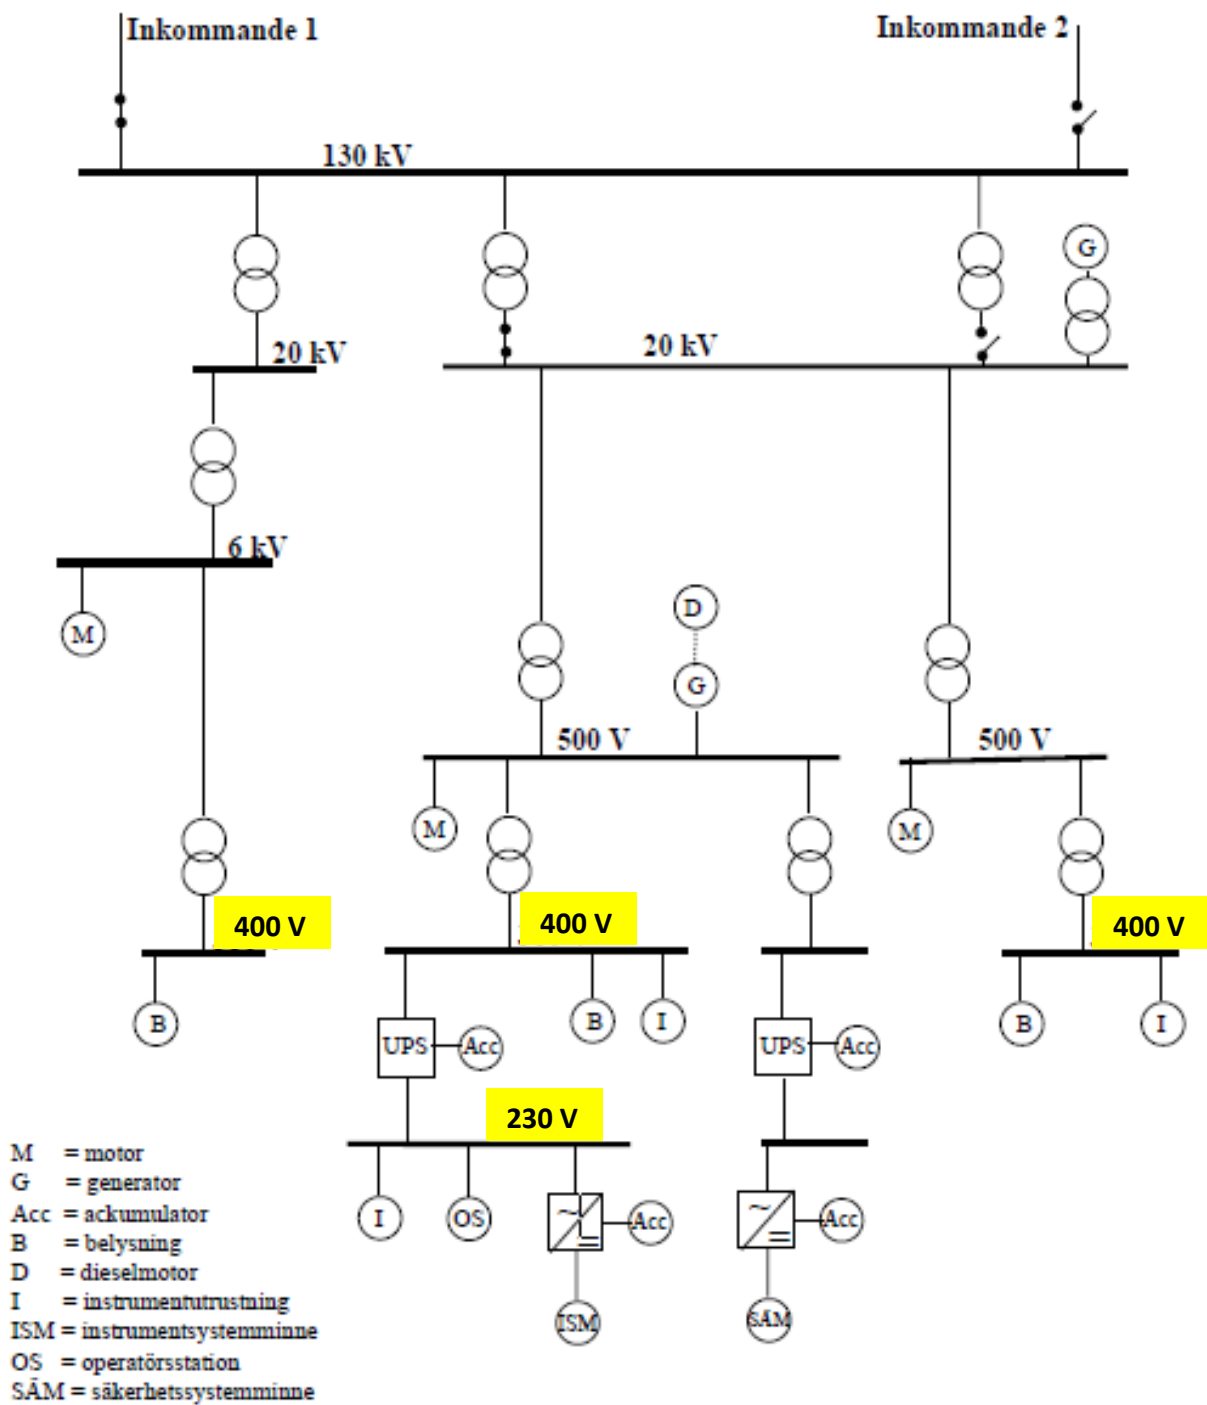 Inkommande 1
Inkommande 2
130 kV
G
20 kV
20 kV
6 kV
M
D
G
500 V
500 V
M
M
400 V
400 V
400 V
B
B
I
B
I
UPS
Acc
UPS
Acc
230 V
I
OS
~
=
Acc
~
=
Acc
ISM
SÄM
M = motor
G = generator
Acc = ackumulator
B = belysning
D = dieselmotor
I = instrumentutrustning
ISM = instrumentsystemminne
OS = operatörsstation
SÄM = säkerhetssystemminne